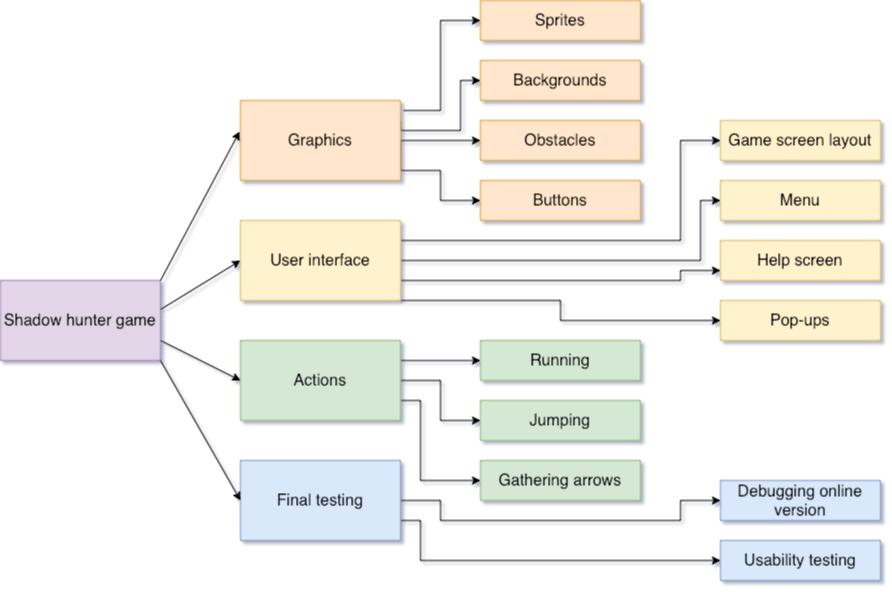 Shadow hunter game
Graphics
Sprites
Backgrounds
Obstacles
Buttons
User interface
Game screen layout
Menu
Help screen
Pop-ups
Actions
Running
Jumping
Gathering arrows
Final testing
Debugging online
version
Usability testing